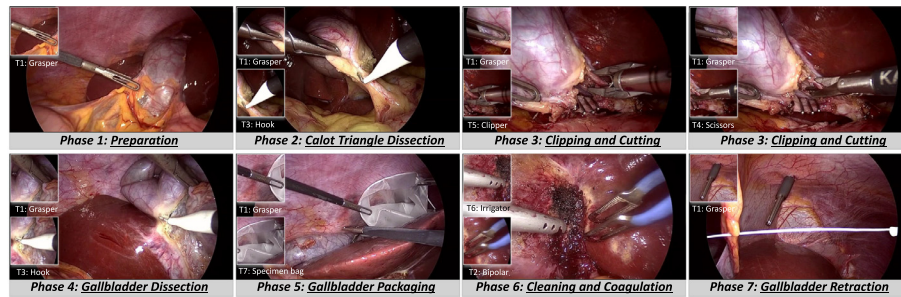 T1: Grasper
Phase 1: Preparation
T1: Grasper
T3: Hook
Phase 2: Calot Triangle Dissection
T1: Grasper
T5: Clipper
Phase 3: Clipping and Cutting
T1: Grasper
T4: Scissors
Phase 3: Clipping and Cutting
T1: Grasper
T3: Hook
Phase 4: Gallbladder Dissection
T1: Grasper
T7: Specimen bag
Phase 5: Gallbladder Packaging
T6: Irrigator
T2: Bipolar
Phase 6: Cleaning and Coagulation
T1: Grasper
Phase 7: Gallbladder Retraction